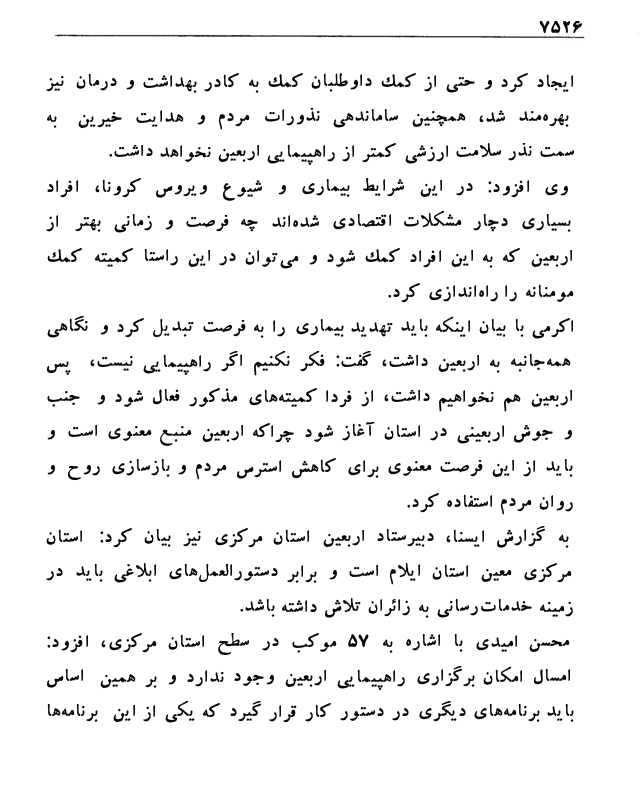 ۷۵۲۶
ایجاد کرد و حتی از کمك داوطلبان کمك به کادر بهداشت و درمان نیز
بهره‌مند شد، همچنین ساماندهی نذورات مردم و هدایت خیرین به
سمت نذر سلامت ارزشی کمتر از راهپیمایی اربعین نخواهد داشت.
وی افزود: در این شرایط بیماری و شیوع ویروس کرونا، افراد
بسیاری دچار مشکلات اقتصادی شده‌اند چه فرصت و زمانی بهتر از
اربعین که به این افراد کمك شود و می‌توان در این راستا کمیته کمك
مومنانه را راه‌اندازی کرد.
اکرمی با بیان اینکه باید تهدید بیماری را به فرصت تبدیل کرد و نگاهی
همه‌جانبه به اربعین داشت، گفت: فکر نکنیم اگر راهپیمایی نیست، پس
اربعین هم نخواهیم داشت، از فردا کمیته‌های مذکور فعال شود و جنب
و جوش اربعینی در استان آغاز شود چراکه اربعین منبع معنوی است و
باید از این فرصت معنوی برای کاهش استرس مردم و بازسازی روح و
روان مردم استفاده کرد.
به گزارش ایسنا، دبیرستاد اربعین استان مرکزی نیز بیان کرد: استان
مرکزی معین استان ایلام است و برابر دستورالعمل‌های ابلاغی باید در
زمینه خدمات‌رسانی به زائران تلاش داشته باشد.
محسن امیدی با اشاره به ۵۷ موکب در سطح استان مرکزی، افزود:
امسال امکان برگزاری راهپیمایی اربعین وجود ندارد و بر همین اساس
باید برنامه‌های دیگری در دستور کار قرار گیرد که یکی از این برنامه‌ها